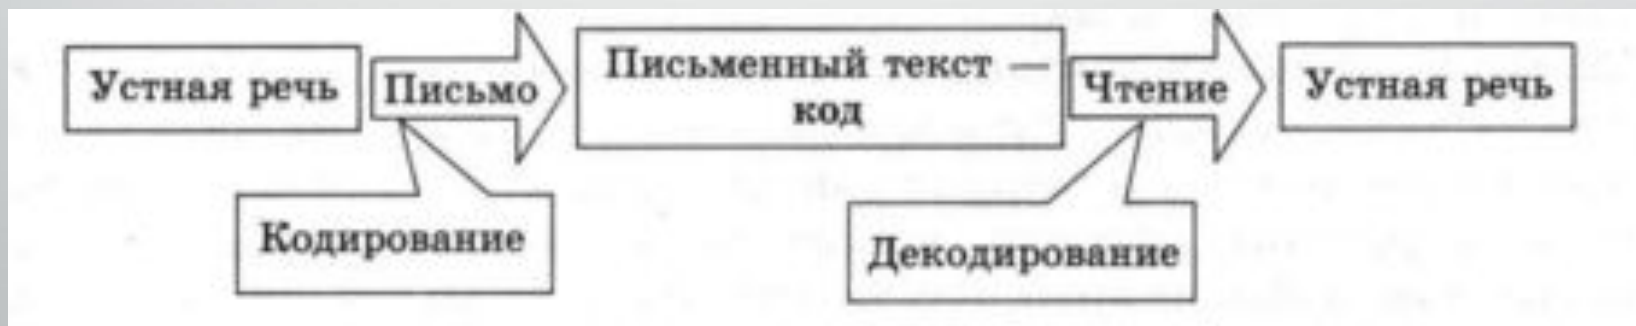 Устная речь
Письмо
Письменный текст —
код
Чтение
Устная речь
Кодирование
Декодирование